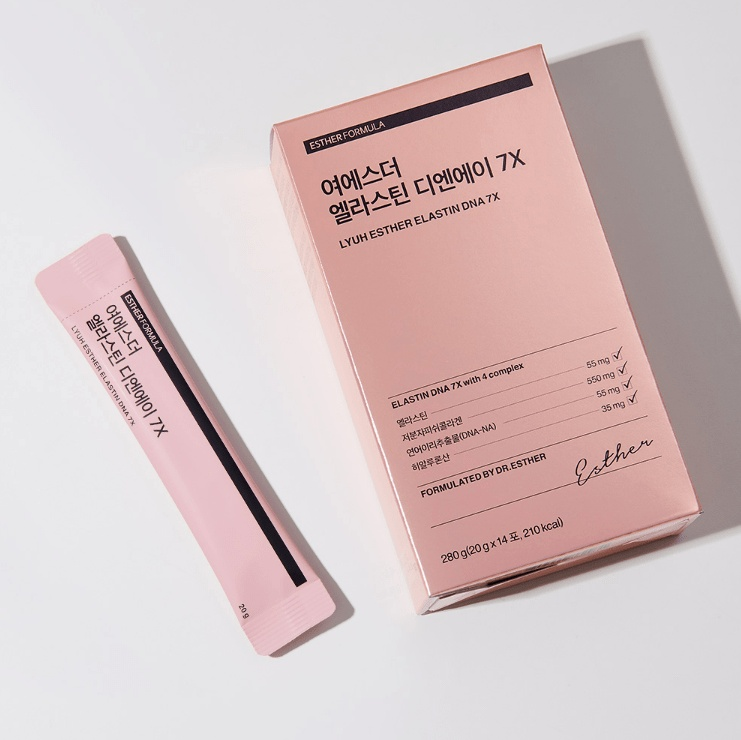 ESTHER FORMULA
여에스더
엘라스틴 디엔에이 7X
LYUH ESTHER ELASTIN DNA 7X
ELASTIN DNA 7X with 4 complex
엘라스틴 55 mg
저분자피쉬콜라겐 550 mg
연어이리추출물(DNA-NA) 55 mg
히알루론산 35 mg
FORMULATED BY DR.ESTHER
Esther
280 g(20 g x 14 포, 210 kcal)
ESTHER FORMULA
여에스더
엘라스틴 디엔에이 7X
LYUH ESTHER ELASTIN DNA 7X
20 g